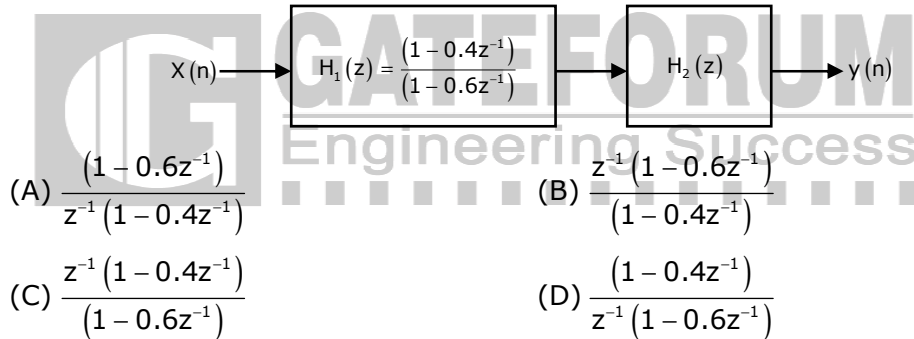 GATEFORUM
Engineering Success
X(n) H₁(z) = (1 − 0.4z⁻¹) / (1 − 0.6z⁻¹) H₂(z) y(n)
(A) (1 − 0.6z⁻¹) / z⁻¹(1 − 0.4z⁻¹) (B) z⁻¹(1 − 0.6z⁻¹) / (1 − 0.4z⁻¹)
(C) z⁻¹(1 − 0.4z⁻¹) / (1 − 0.6z⁻¹) (D) (1 − 0.4z⁻¹) / z⁻¹(1 − 0.6z⁻¹)